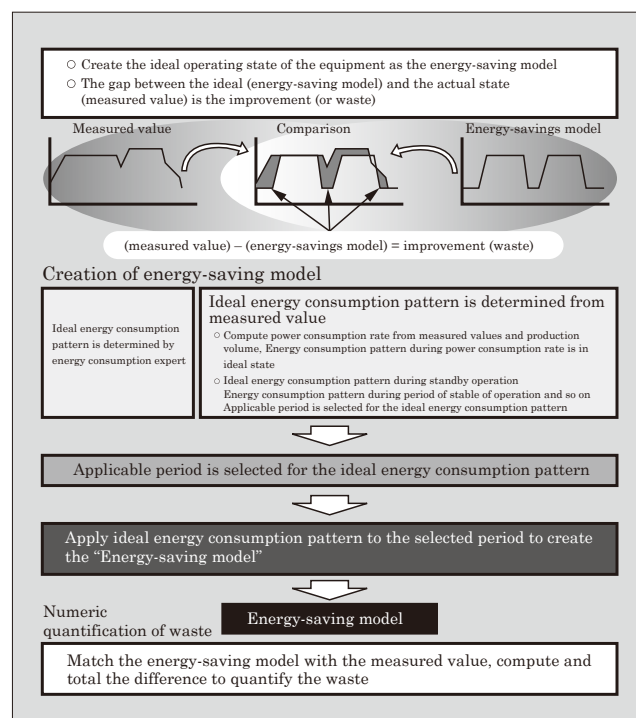 ○ Create the ideal operating state of the equipment as the energy-saving model
○ The gap between the ideal (energy-saving model) and the actual state
(measured value) is the improvement (or waste)
Measured value
Comparison
Energy-savings model
(measured value) – (energy-savings model) = improvement (waste)
Creation of energy-saving model
Ideal energy consumption
pattern is determined by
energy consumption expert
Ideal energy consumption pattern is determined from
measured value
○ Compute power consumption rate from measured values and production
volume, Energy consumption pattern during power consumption rate is in
ideal state
○ Ideal energy consumption pattern during standby operation
Energy consumption pattern during period of stable of operation and so on
Applicable period is selected for the ideal energy consumption pattern
Applicable period is selected for the ideal energy consumption pattern
Apply ideal energy consumption pattern to the selected period to create
the “Energy-saving model”
Numeric
quantification of waste
Energy-saving model
Match the energy-saving model with the measured value, compute and
total the difference to quantify the waste